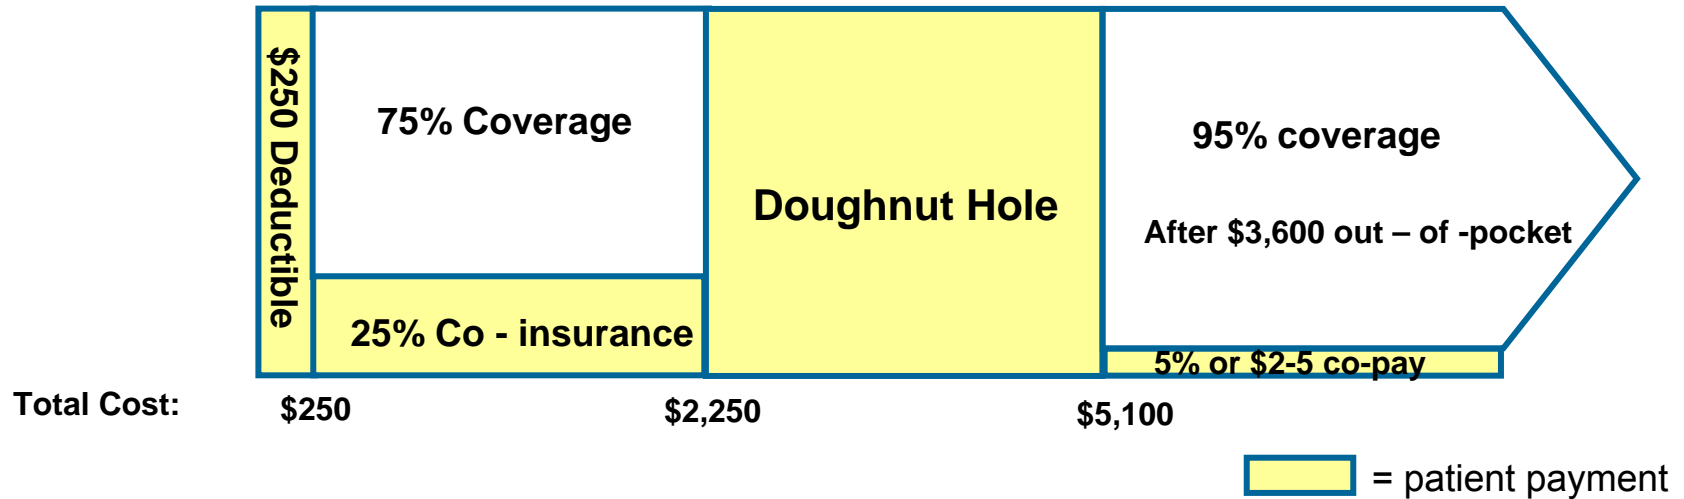 $250 Deductible
75% Coverage
25% Co - insurance
Doughnut Hole
95% coverage
After $3,600 out – of -pocket
5% or $2-5 co-pay
Total Cost:
$250
$2,250
$5,100
= patient payment